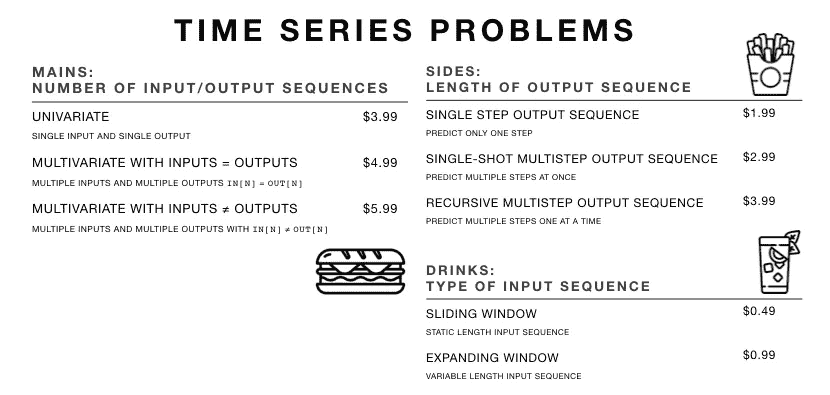 TIME SERIES PROBLEMS
MAINS:
NUMBER OF INPUT/OUTPUT SEQUENCES
UNIVARIATE $3.99
SINGLE INPUT AND SINGLE OUTPUT
MULTIVARIATE WITH INPUTS = OUTPUTS $4.99
MULTIPLE INPUTS AND MULTIPLE OUTPUTS IN[N] = OUT[N]
MULTIVARIATE WITH INPUTS ≠ OUTPUTS $5.99
MULTIPLE INPUTS AND MULTIPLE OUTPUTS WITH IN[N] ≠ OUT[N]
SIDES:
LENGTH OF OUTPUT SEQUENCE
SINGLE STEP OUTPUT SEQUENCE $1.99
PREDICT ONLY ONE STEP
SINGLE-SHOT MULTISTEP OUTPUT SEQUENCE $2.99
PREDICT MULTIPLE STEPS AT ONCE
RECURSIVE MULTISTEP OUTPUT SEQUENCE $3.99
PREDICT MULTIPLE STEPS ONE AT A TIME
DRINKS:
TYPE OF INPUT SEQUENCE
SLIDING WINDOW $0.49
STATIC LENGTH INPUT SEQUENCE
EXPANDING WINDOW $0.99
VARIABLE LENGTH INPUT SEQUENCE